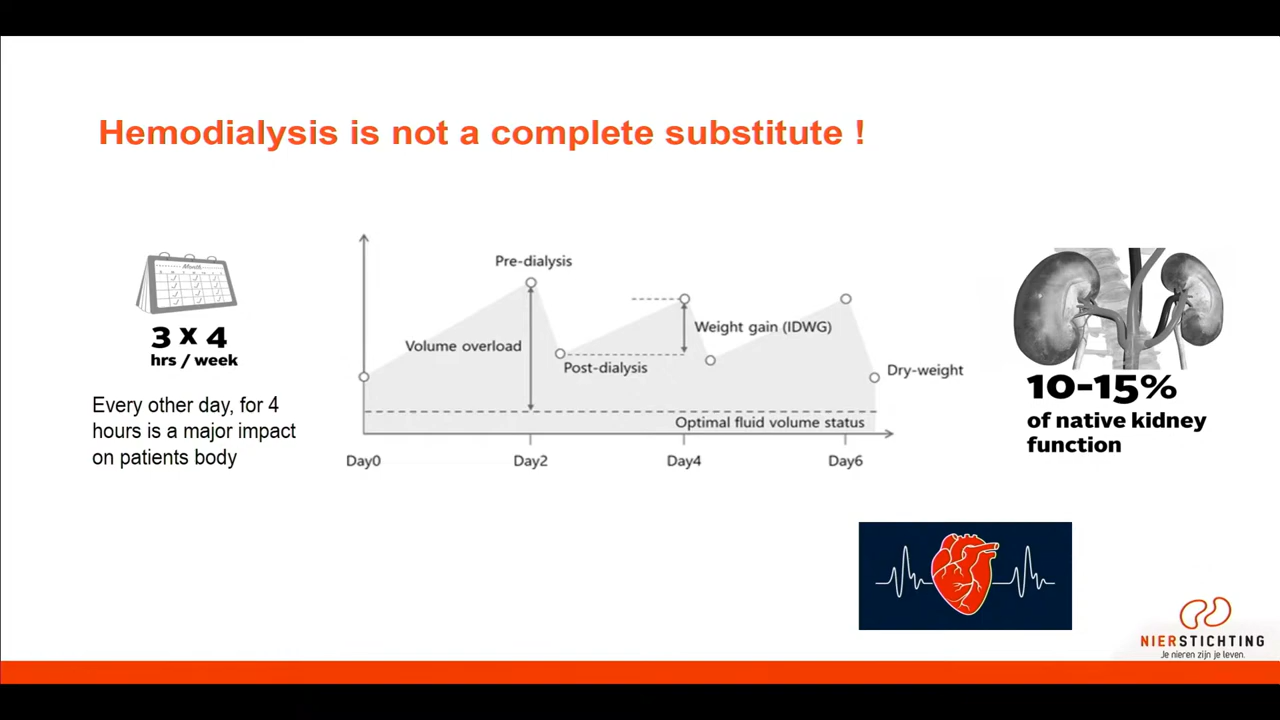 Hemodialysis is not a complete substitute !
Month
3 x 4
hrs / week
Every other day, for 4
hours is a major impact
on patients body
Pre-dialysis
Volume overload
Weight gain (IDWG)
Post-dialysis
Dry-weight
Optimal fluid volume status
Day0
Day2
Day4
Day6
10-15%
of native kidney
function
NIERSTICHTING
Je nieren zijn je leven.